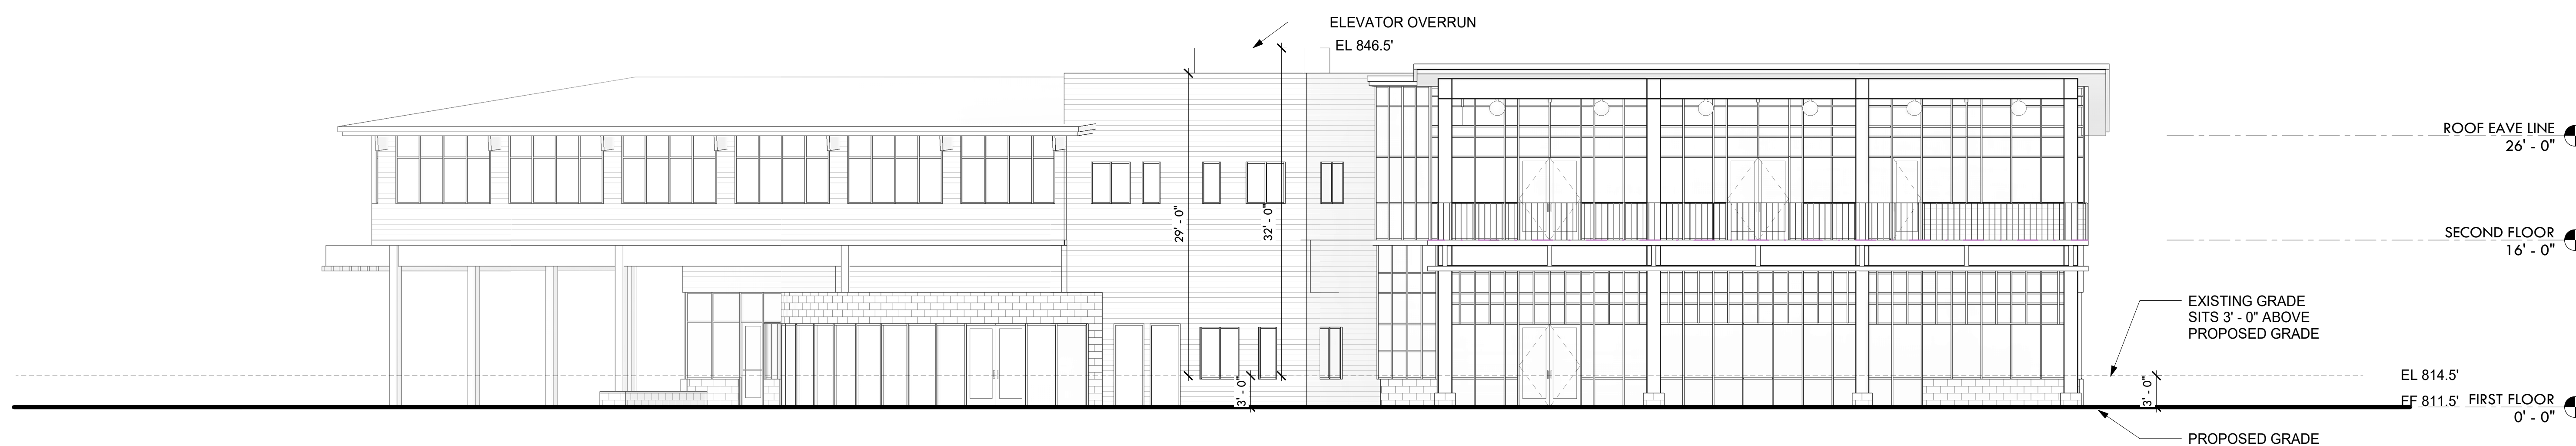 ELEVATOR OVERRUN
EL 846.5'
ROOF EAVE LINE
26' - 0"
29' - 0"
32' - 0"
SECOND FLOOR
16' - 0"
EXISTING GRADE
SITS 3' - 0" ABOVE
PROPOSED GRADE
EL 814.5'
3' - 0"
3' - 0"
FF 811.5' FIRST FLOOR
0' - 0"
PROPOSED GRADE